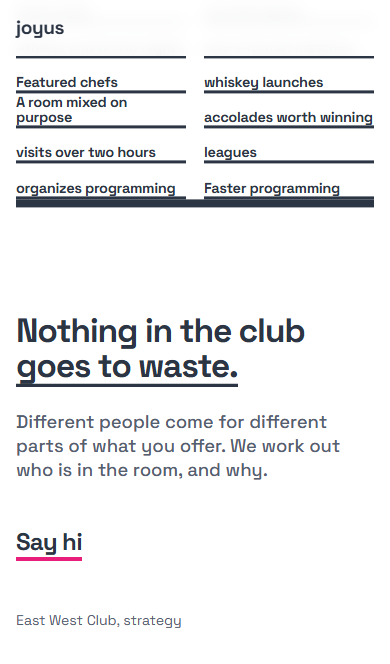 joyus
Featured chefs
whiskey launches
A room mixed on
purpose
accolades worth winning
visits over two hours
leagues
organizes programming
Faster programming
Nothing in the club
goes to waste.
Different people come for different
parts of what you offer. We work out
who is in the room, and why.
Say hi
East West Club, strategy